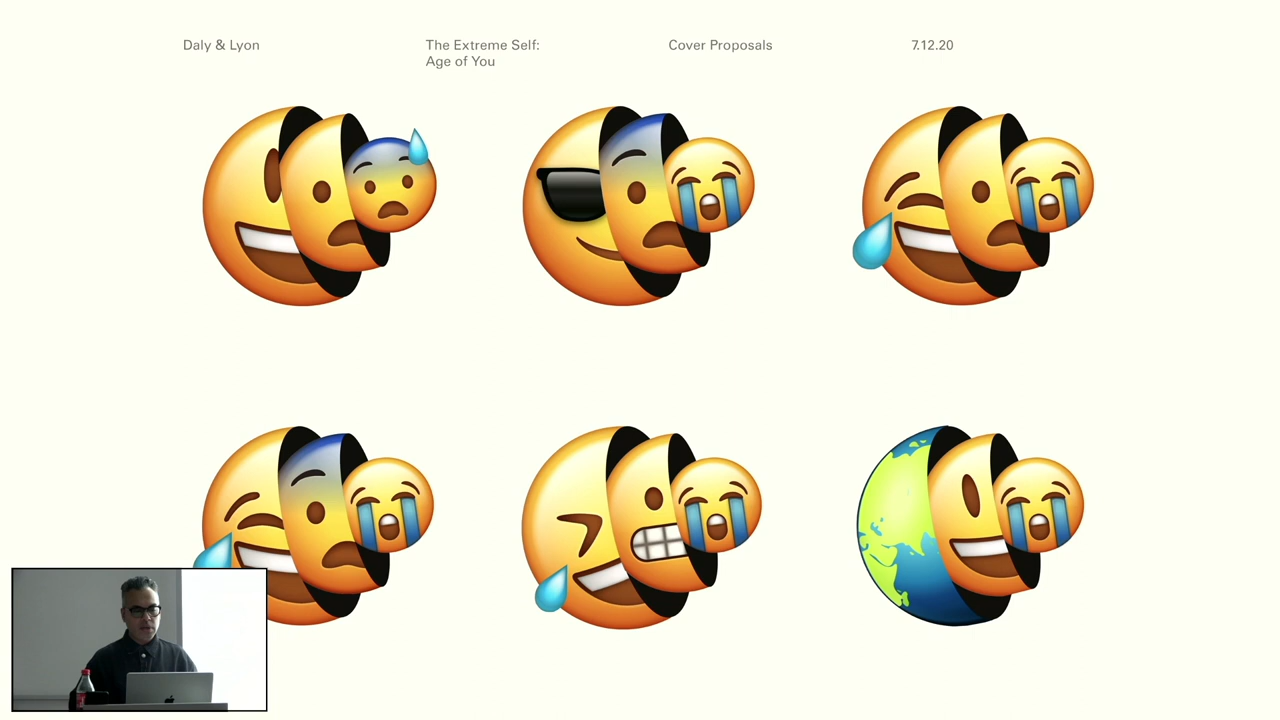 Daly & Lyon
The Extreme Self:
Age of You
Cover Proposals
7.12.20